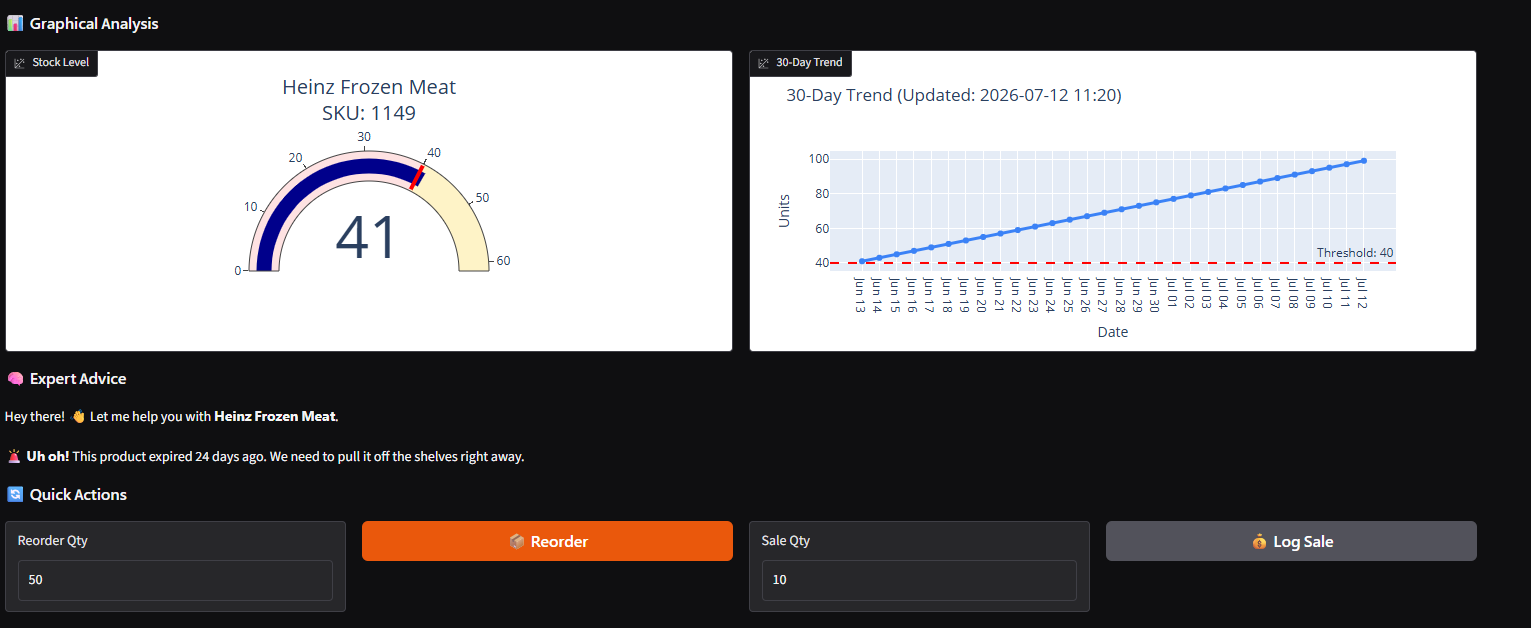 📊 Graphical Analysis
Stock Level
Heinz Frozen Meat
SKU: 1149
0
10
20
30
40
50
60
41
30-Day Trend
30-Day Trend (Updated: 2026-07-12 11:20)
Units
100
80
60
40
Threshold: 40
Jun 13
Jun 14
Jun 15
Jun 16
Jun 17
Jun 18
Jun 19
Jun 20
Jun 21
Jun 22
Jun 23
Jun 24
Jun 25
Jun 26
Jun 27
Jun 28
Jun 29
Jun 30
Jul 01
Jul 02
Jul 03
Jul 04
Jul 05
Jul 06
Jul 07
Jul 08
Jul 09
Jul 10
Jul 11
Jul 12
Date
🧠 Expert Advice
Hey there! 👋 Let me help you with Heinz Frozen Meat.
🚨 Uh oh! This product expired 24 days ago. We need to pull it off the shelves right away.
🔄 Quick Actions
Reorder Qty
50
📦 Reorder
Sale Qty
10
💰 Log Sale